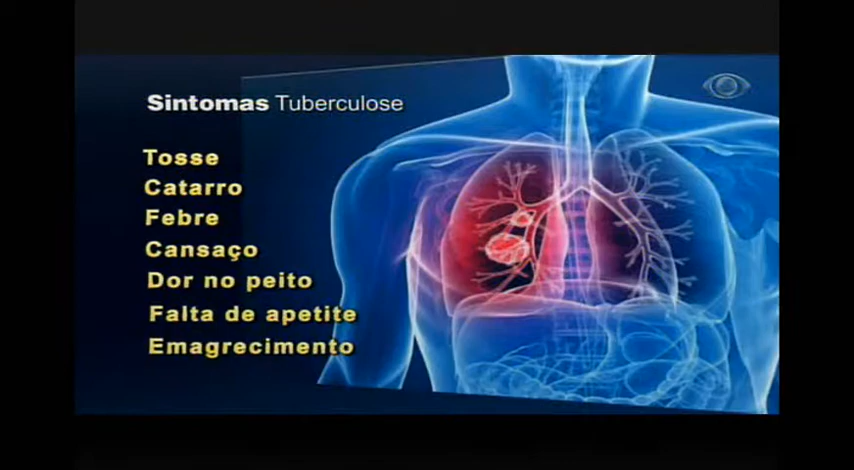 Sintomas Tuberculose
Tosse
Catarro
Febre
Cansaço
Dor no peito
Falta de apetite
Emagrecimento